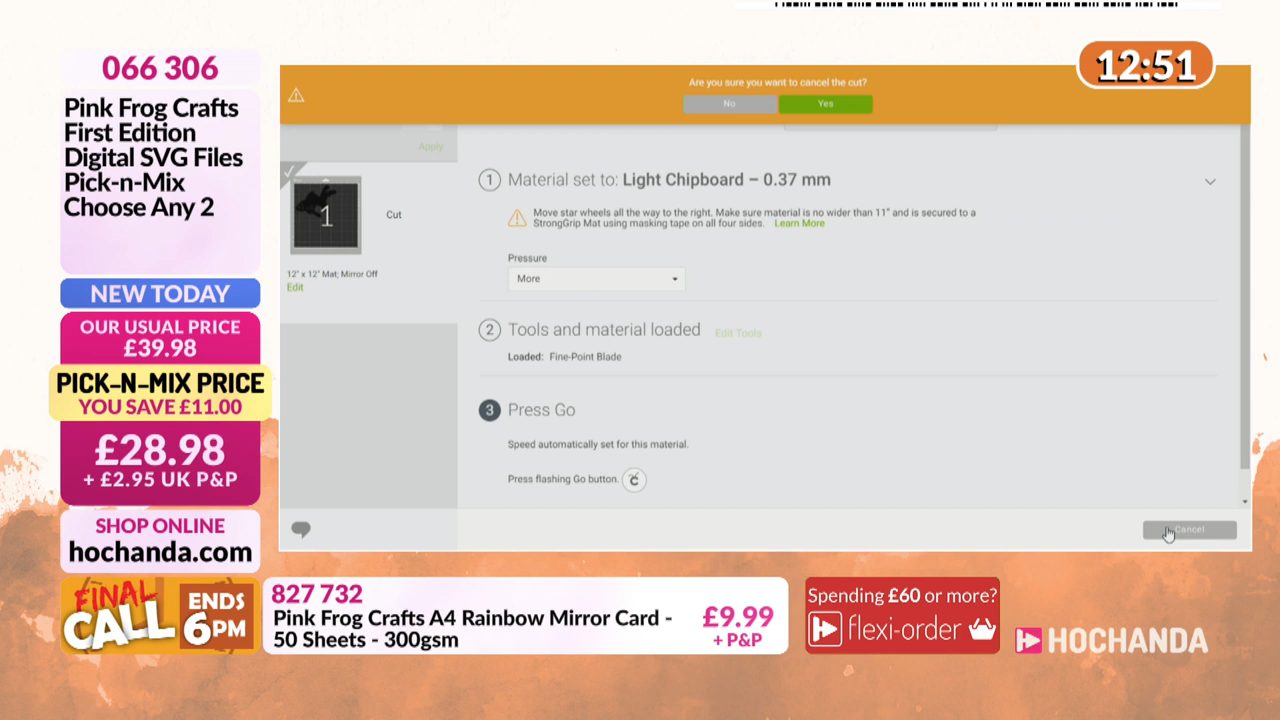 066 306
Pink Frog Crafts
First Edition
Digital SVG Files
Pick-n-Mix
Choose Any 2
NEW TODAY
OUR USUAL PRICE
£39.98
PICK-N-MIX PRICE
YOU SAVE £11.00
£28.98
+ £2.95 UK P&P
SHOP ONLINE
hochanda.com
FINAL
CALL
ENDS
6PM
12:51
Are you sure you want to cancel the cut?
No
Yes
Apply
1
Cut
12" x 12" Mat; Mirror Off
Edit
1 Material set to: Light Chipboard – 0.37 mm
Move star wheels all the way to the right. Make sure material is no wider than 11" and is secured to a
StrongGrip Mat using masking tape on all four sides. Learn More
Pressure
More
2 Tools and material loaded Edit Tools
Loaded: Fine-Point Blade
3 Press Go
Speed automatically set for this material.
Press flashing Go button.
Cancel
827 732
Pink Frog Crafts A4 Rainbow Mirror Card -
50 Sheets - 300gsm
£9.99
+ P&P
Spending £60 or more?
flexi-order
HOCHANDA